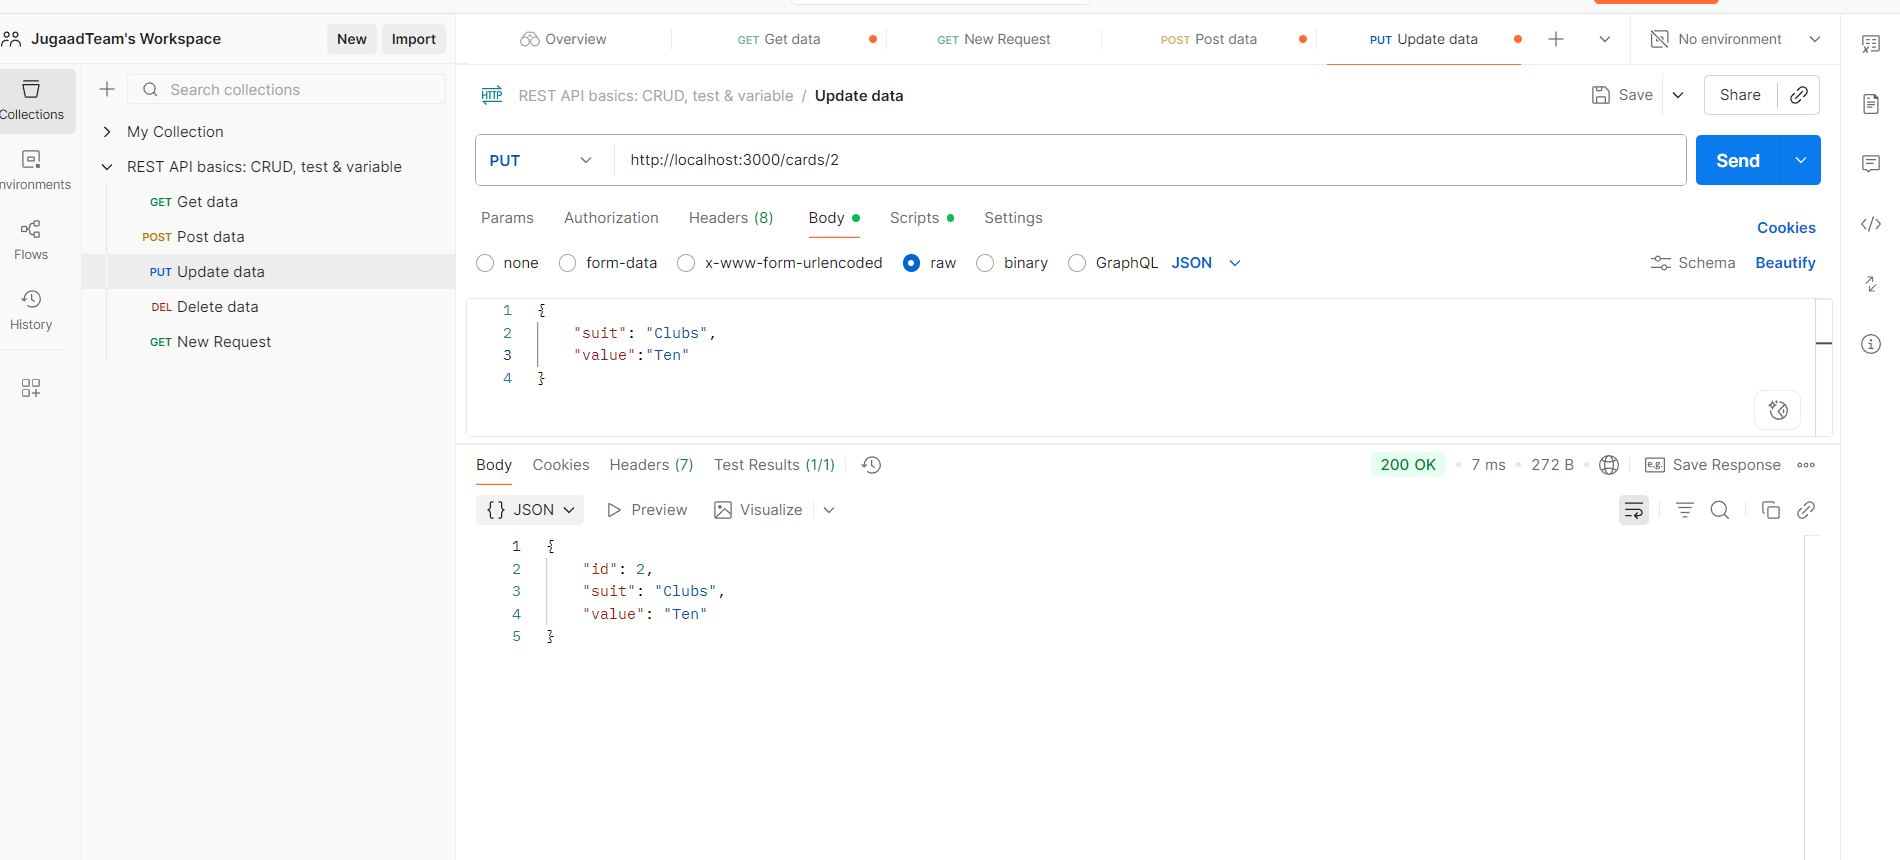 JugaadTeam's Workspace
New
Import
Overview
GET Get data
GET New Request
POST Post data
PUT Update data
No environment
Collections
Search collections
My Collection
REST API basics: CRUD, test & variable
GET Get data
POST Post data
PUT Update data
DEL Delete data
GET New Request
nvironments
Flows
History
HTTP
REST API basics: CRUD, test & variable / Update data
Save
Share
PUT
http://localhost:3000/cards/2
Send
Params
Authorization
Headers (8)
Body
Scripts
Settings
Cookies
none
form-data
x-www-form-urlencoded
raw
binary
GraphQL
JSON
Schema
Beautify
1 {
2 "suit": "Clubs",
3 "value":"Ten"
4 }
Body
Cookies
Headers (7)
Test Results (1/1)
200 OK
7 ms
272 B
e.g.
Save Response
{} JSON
Preview
Visualize
1 {
2 "id": 2,
3 "suit": "Clubs",
4 "value": "Ten"
5 }